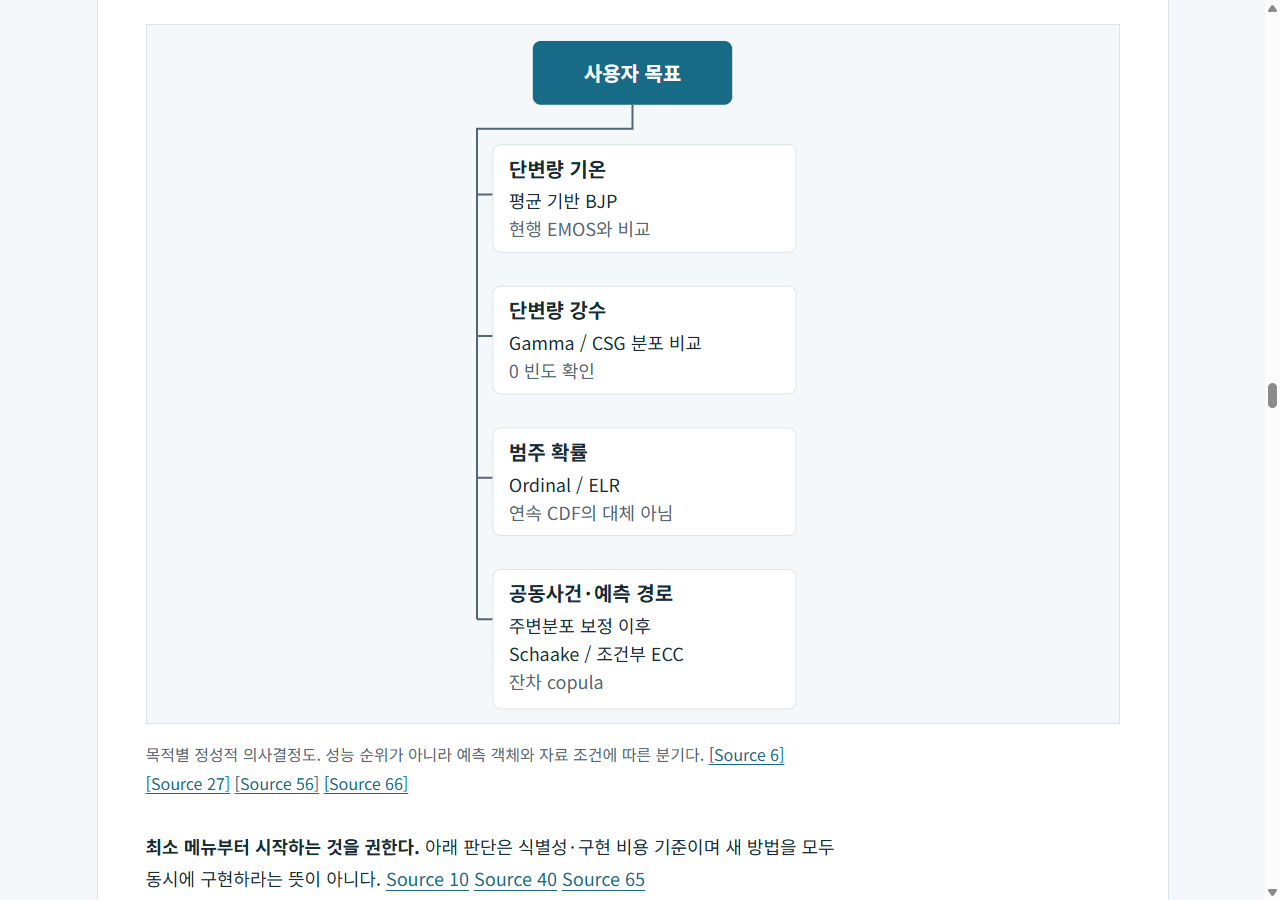 사용자 목표
단변량 기온
평균 기반 BJP
현행 EMOS와 비교
단변량 강수
Gamma / CSG 분포 비교
0 빈도 확인
범주 확률
Ordinal / ELR
연속 CDF의 대체 아님
공동사건·예측 경로
주변분포 보정 이후
Schaake / 조건부 ECC
잔차 copula
목적별 정성적 의사결정도. 성능 순위가 아니라 예측 객체와 자료 조건에 따른 분기다. [Source 6]
[Source 27] [Source 56] [Source 66]
최소 메뉴부터 시작하는 것을 권한다. 아래 판단은 식별성·구현 비용 기준이며 새 방법을 모두
동시에 구현하라는 뜻이 아니다. Source 10 Source 40 Source 65